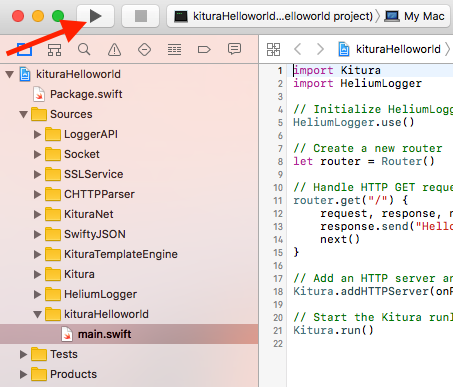 kituraHelloworld...elloworld project) My Mac
kituraHelloworld
kituraHelloworld
Package.swift
Sources
LoggerAPI
Socket
SSLService
CHTTPParser
KituraNet
SwiftyJSON
KituraTemplateEngine
Kitura
HeliumLogger
kituraHelloworld
main.swift
Tests
Products
1 import Kitura
2 import HeliumLogger
3
4 // Initialize HeliumLogg
5 HeliumLogger.use()
6
7 // Create a new router
8 let router = Router()
9
10 // Handle HTTP GET reque
11 router.get("/") {
12 request, response, n
13 response.send("Hello
14 next()
15 }
16
17 // Add an HTTP server an
18 Kitura.addHTTPServer(onP
19
20 // Start the Kitura runl
21 Kitura.run()
22